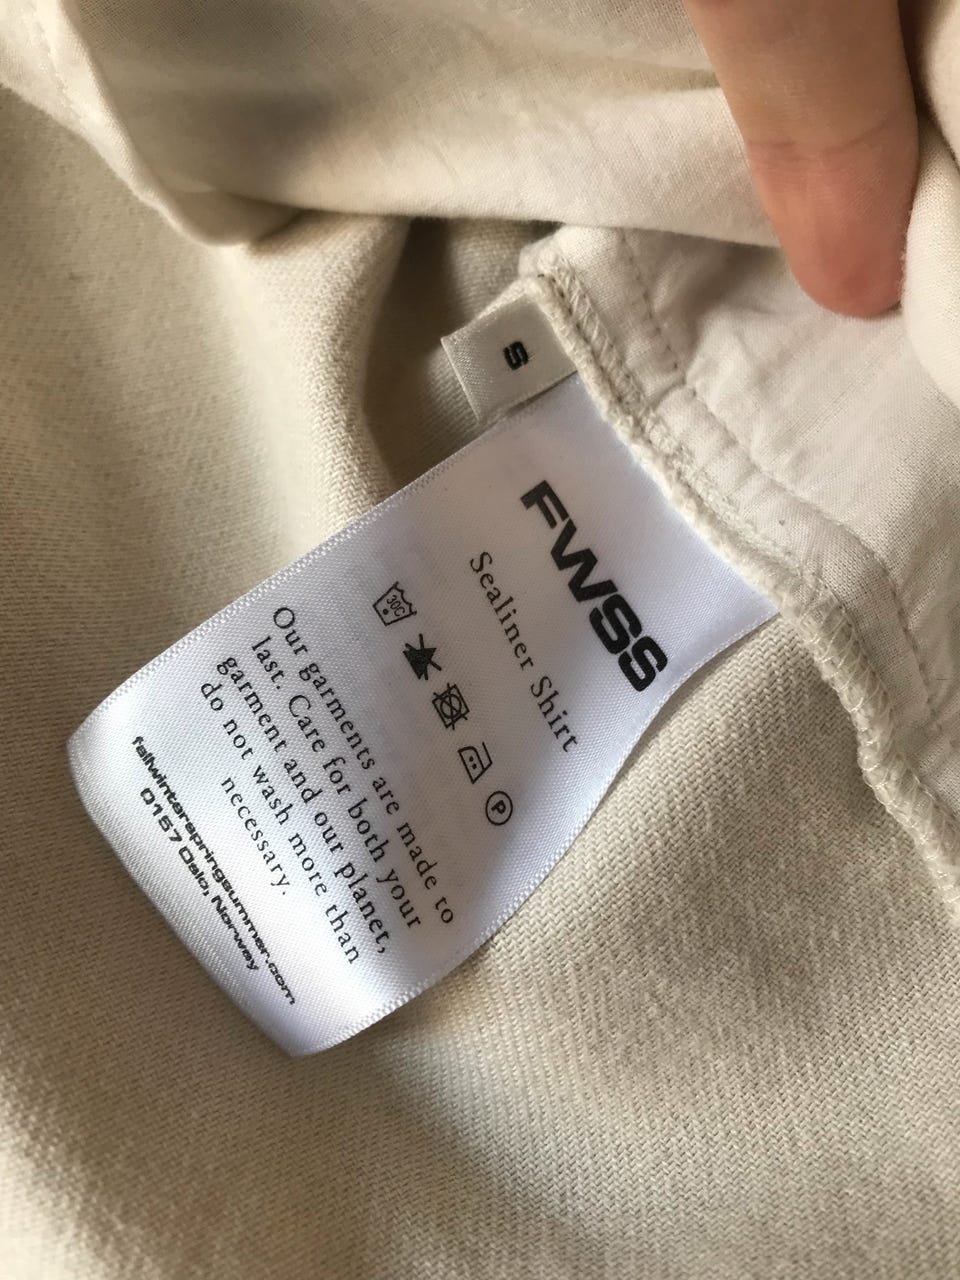 S
FWSS
Sealiner Shirt
30C
P
Our garments are made to
last. Care for both your
garment and our planet,
do not wash more than
necessary.
fallwinterspringsummer.com
0157 Oslo, Norway